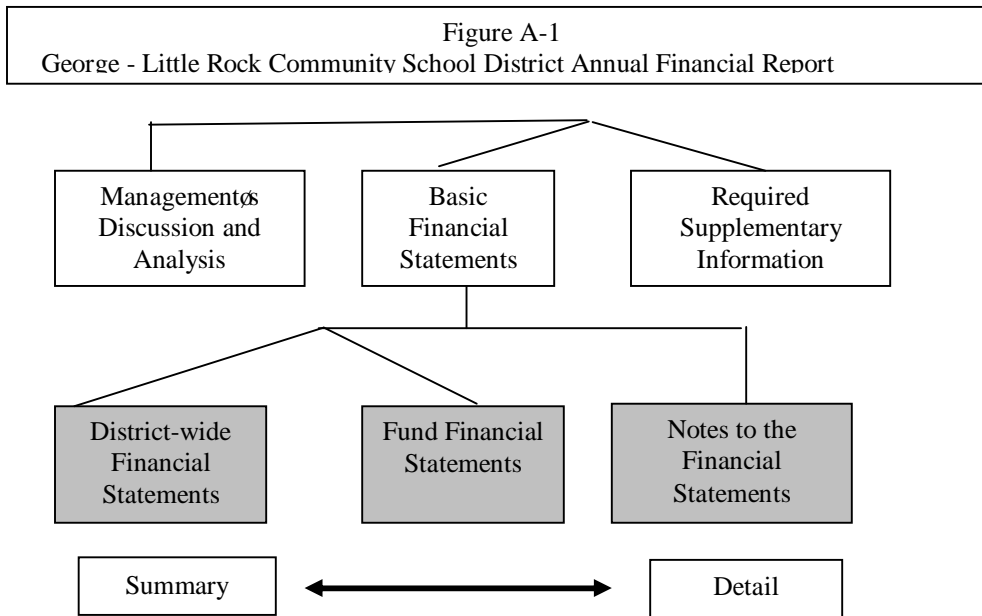 Figure A-1
George - Little Rock Community School District Annual Financial Report
Managementøs
Discussion and
Analysis
Basic
Financial
Statements
Required
Supplementary
Information
District-wide
Financial
Statements
Fund Financial
Statements
Notes to the
Financial
Statements
Summary
Detail